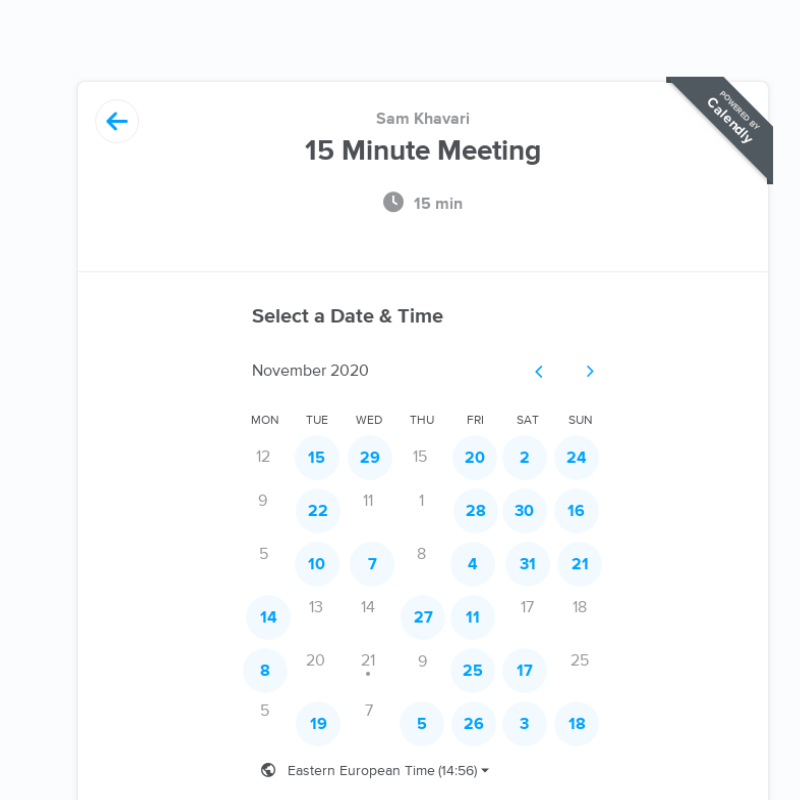 POWERED BY
Calendly
Sam Khavari
15 Minute Meeting
15 min
Select a Date & Time
November 2020
MON TUE WED THU FRI SAT SUN
12 15 29 15 20 2 24
9 22 11 1 28 30 16
5 10 7 8 4 31 21
14 13 14 27 11 17 18
8 20 21 9 25 17 25
5 19 7 5 26 3 18
Eastern European Time (14:56)